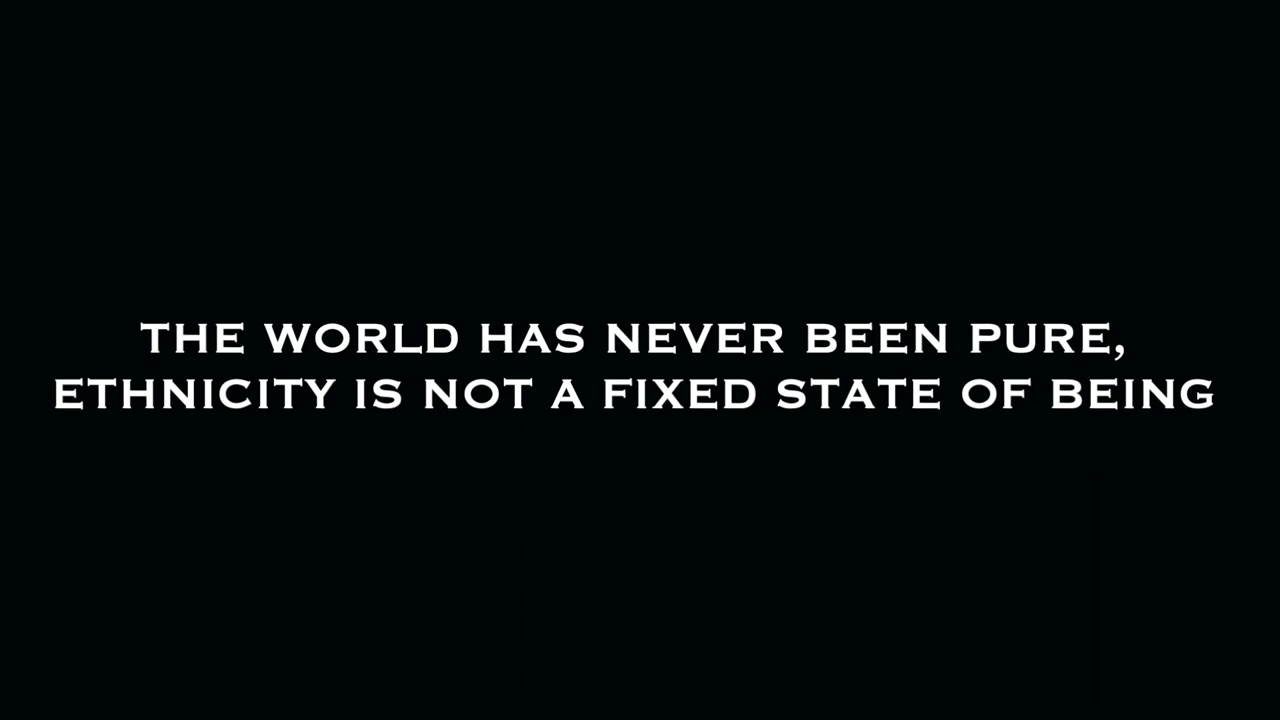 THE WORLD HAS NEVER BEEN PURE,
ETHNICITY IS NOT A FIXED STATE OF BEING